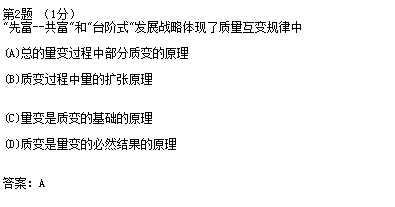 第2题 (1分)
"先富--共富"和"台阶式"发展战略体现了质量互变规律中
(A)总的量变过程中部分质变的原理
(B)质变过程中量的扩张原理
(C)量变是质变的基础的原理
(D)质变是量变的必然结果的原理
答案: A